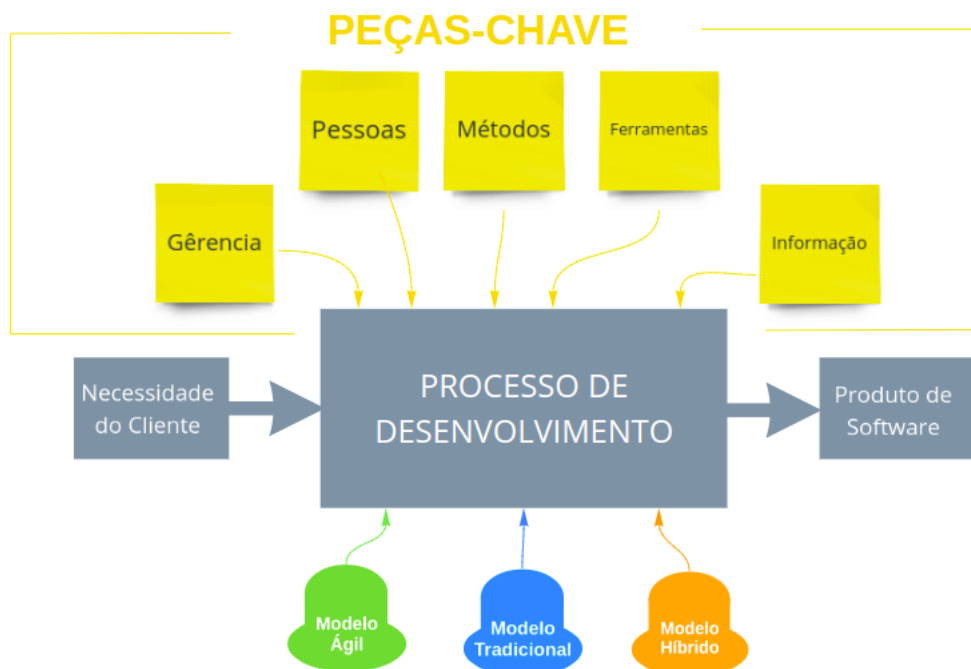 PEÇAS-CHAVE
Pessoas
Métodos
Ferramentas
Gêrencia
Informação
Necessidade
do Cliente
PROCESSO DE
DESENVOLVIMENTO
Produto de
Software
Modelo
Ágil
Modelo
Tradicional
Modelo
Híbrido